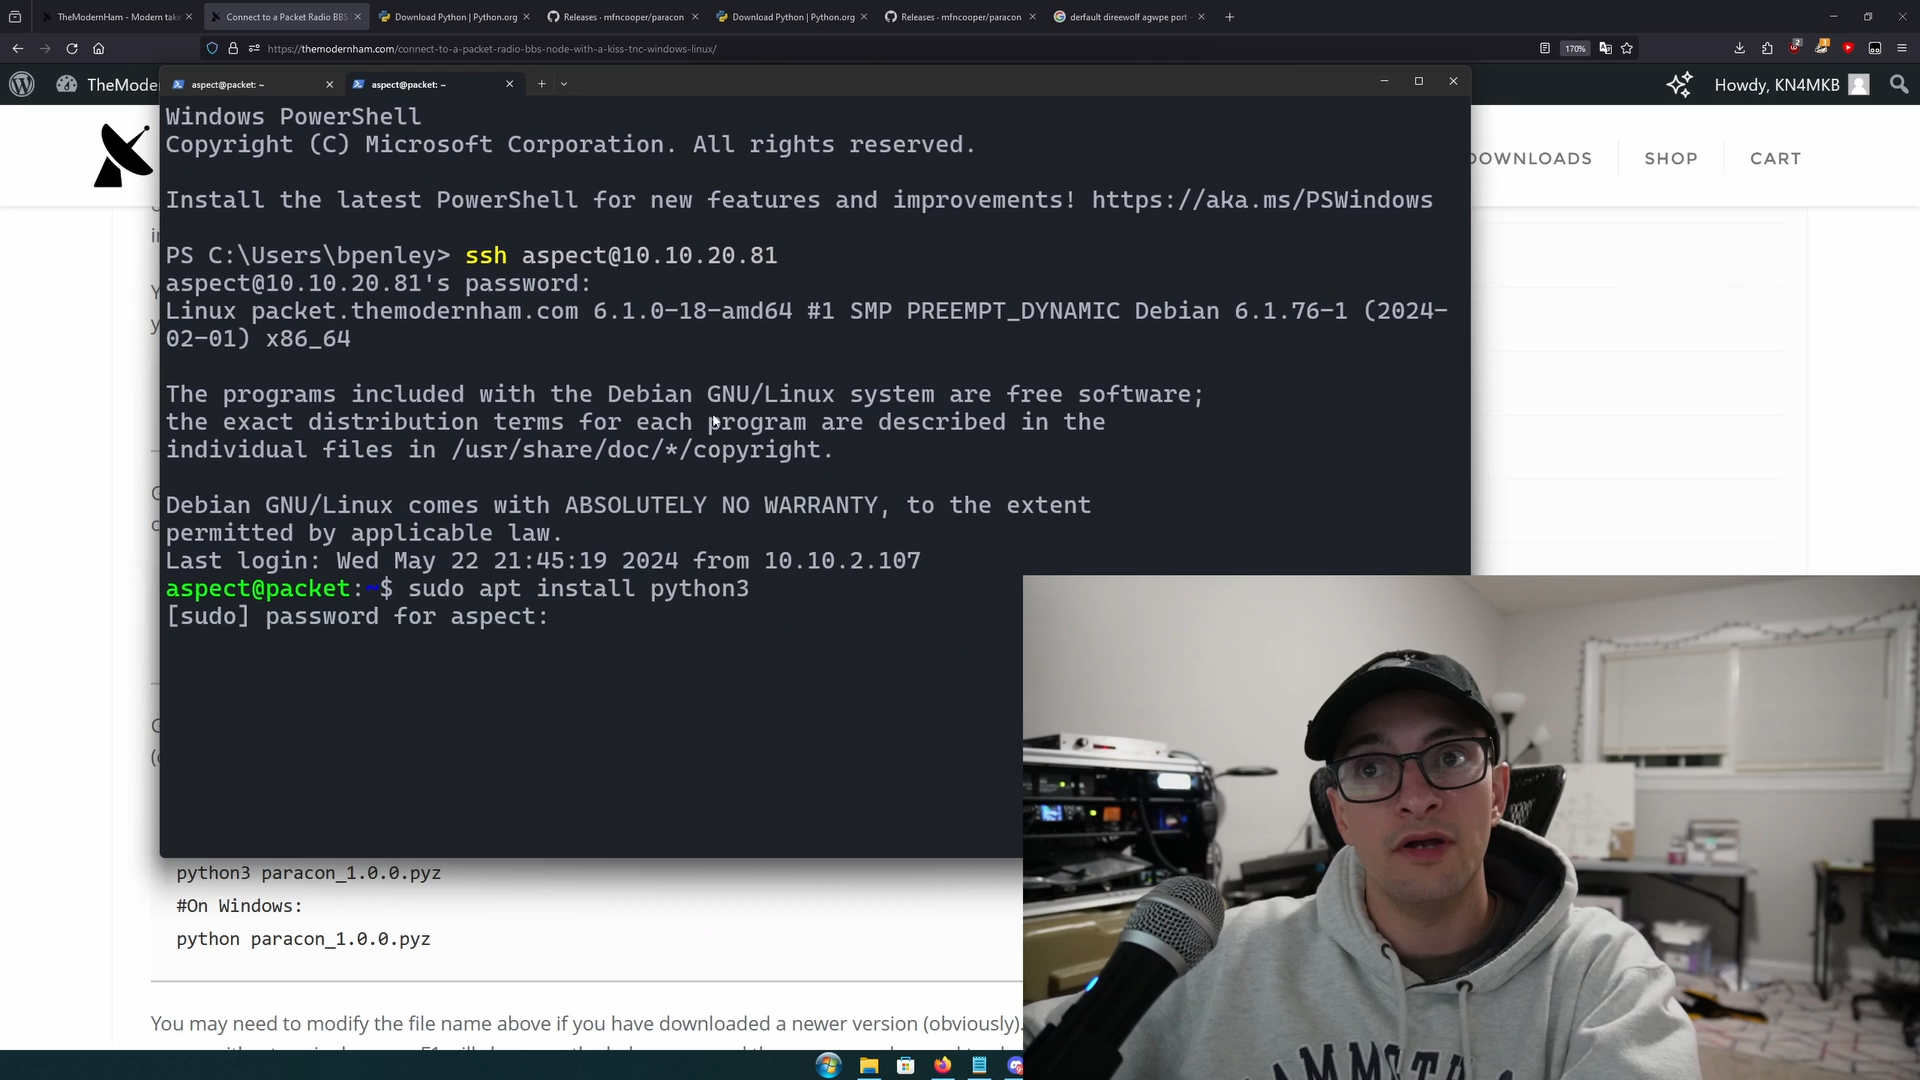 TheModernHam - Modern take
Connect to a Packet Radio BBS
Download Python | Python.org
Releases · mfncooper/paracon
Download Python | Python.org
Releases · mfncooper/paracon
derfault direewolf agwpe port
https://themodernham.com/connect-to-a-packet-radio-bbs-node-with-a-kiss-tnc-windows-linux/
170%
2
3
TheModer
Howdy, KN4MKB
aspect@packet: ~
aspect@packet: ~
DOWNLOADS
SHOP
CART
Windows PowerShell
Copyright (C) Microsoft Corporation. All rights reserved.
Install the latest PowerShell for new features and improvements! https://aka.ms/PSWindows
PS C:\Users\bpenley> ssh aspect@10.10.20.81
aspect@10.10.20.81's password:
Linux packet.themodernham.com 6.1.0-18-amd64 #1 SMP PREEMPT_DYNAMIC Debian 6.1.76-1 (2024-
02-01) x86_64
The programs included with the Debian GNU/Linux system are free software;
the exact distribution terms for each program are described in the
individual files in /usr/share/doc/*/copyright.
Debian GNU/Linux comes with ABSOLUTELY NO WARRANTY, to the extent
permitted by applicable law.
Last login: Wed May 22 21:45:19 2024 from 10.10.2.107
aspect@packet:~$ sudo apt install python3
[sudo] password for aspect:
python3 paracon_1.0.0.pyz
#On Windows:
python paracon_1.0.0.pyz
You may need to modify the file name above if you have downloaded a newer version (obviously).